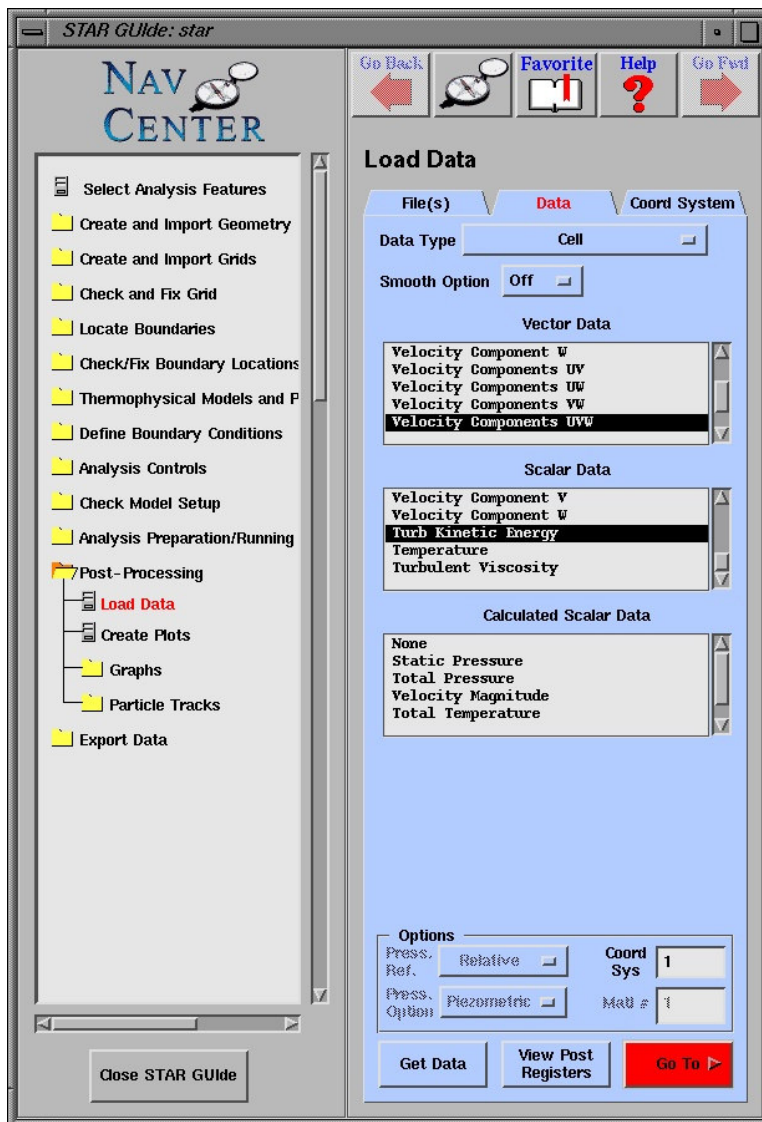 STAR GUIde: star
NAV
CENTER
Select Analysis Features
Create and Import Geometry
Create and Import Grids
Check and Fix Grid
Locate Boundaries
Check/Fix Boundary Locations
Thermophysical Models and P
Define Boundary Conditions
Analysis Controls
Check Model Setup
Analysis Preparation/Running
Post-Processing
Load Data
Create Plots
Graphs
Particle Tracks
Export Data
Close STAR GUIde
Go Back
Favorite
Help
Go Fwd
Load Data
File(s)
Data
Coord System
Data Type
Cell
Smooth Option
Off
Vector Data
Velocity Component W
Velocity Components UV
Velocity Components UW
Velocity Components VW
Velocity Components UVW
Scalar Data
Velocity Component V
Velocity Component W
Turb Kinetic Energy
Temperature
Turbulent Viscosity
Calculated Scalar Data
None
Static Pressure
Total Pressure
Velocity Magnitude
Total Temperature
Options
Press.
Ref.
Relative
Coord
Sys
1
Press.
Option
Piezometric
Matl #
1
Get Data
View Post
Registers
Go To